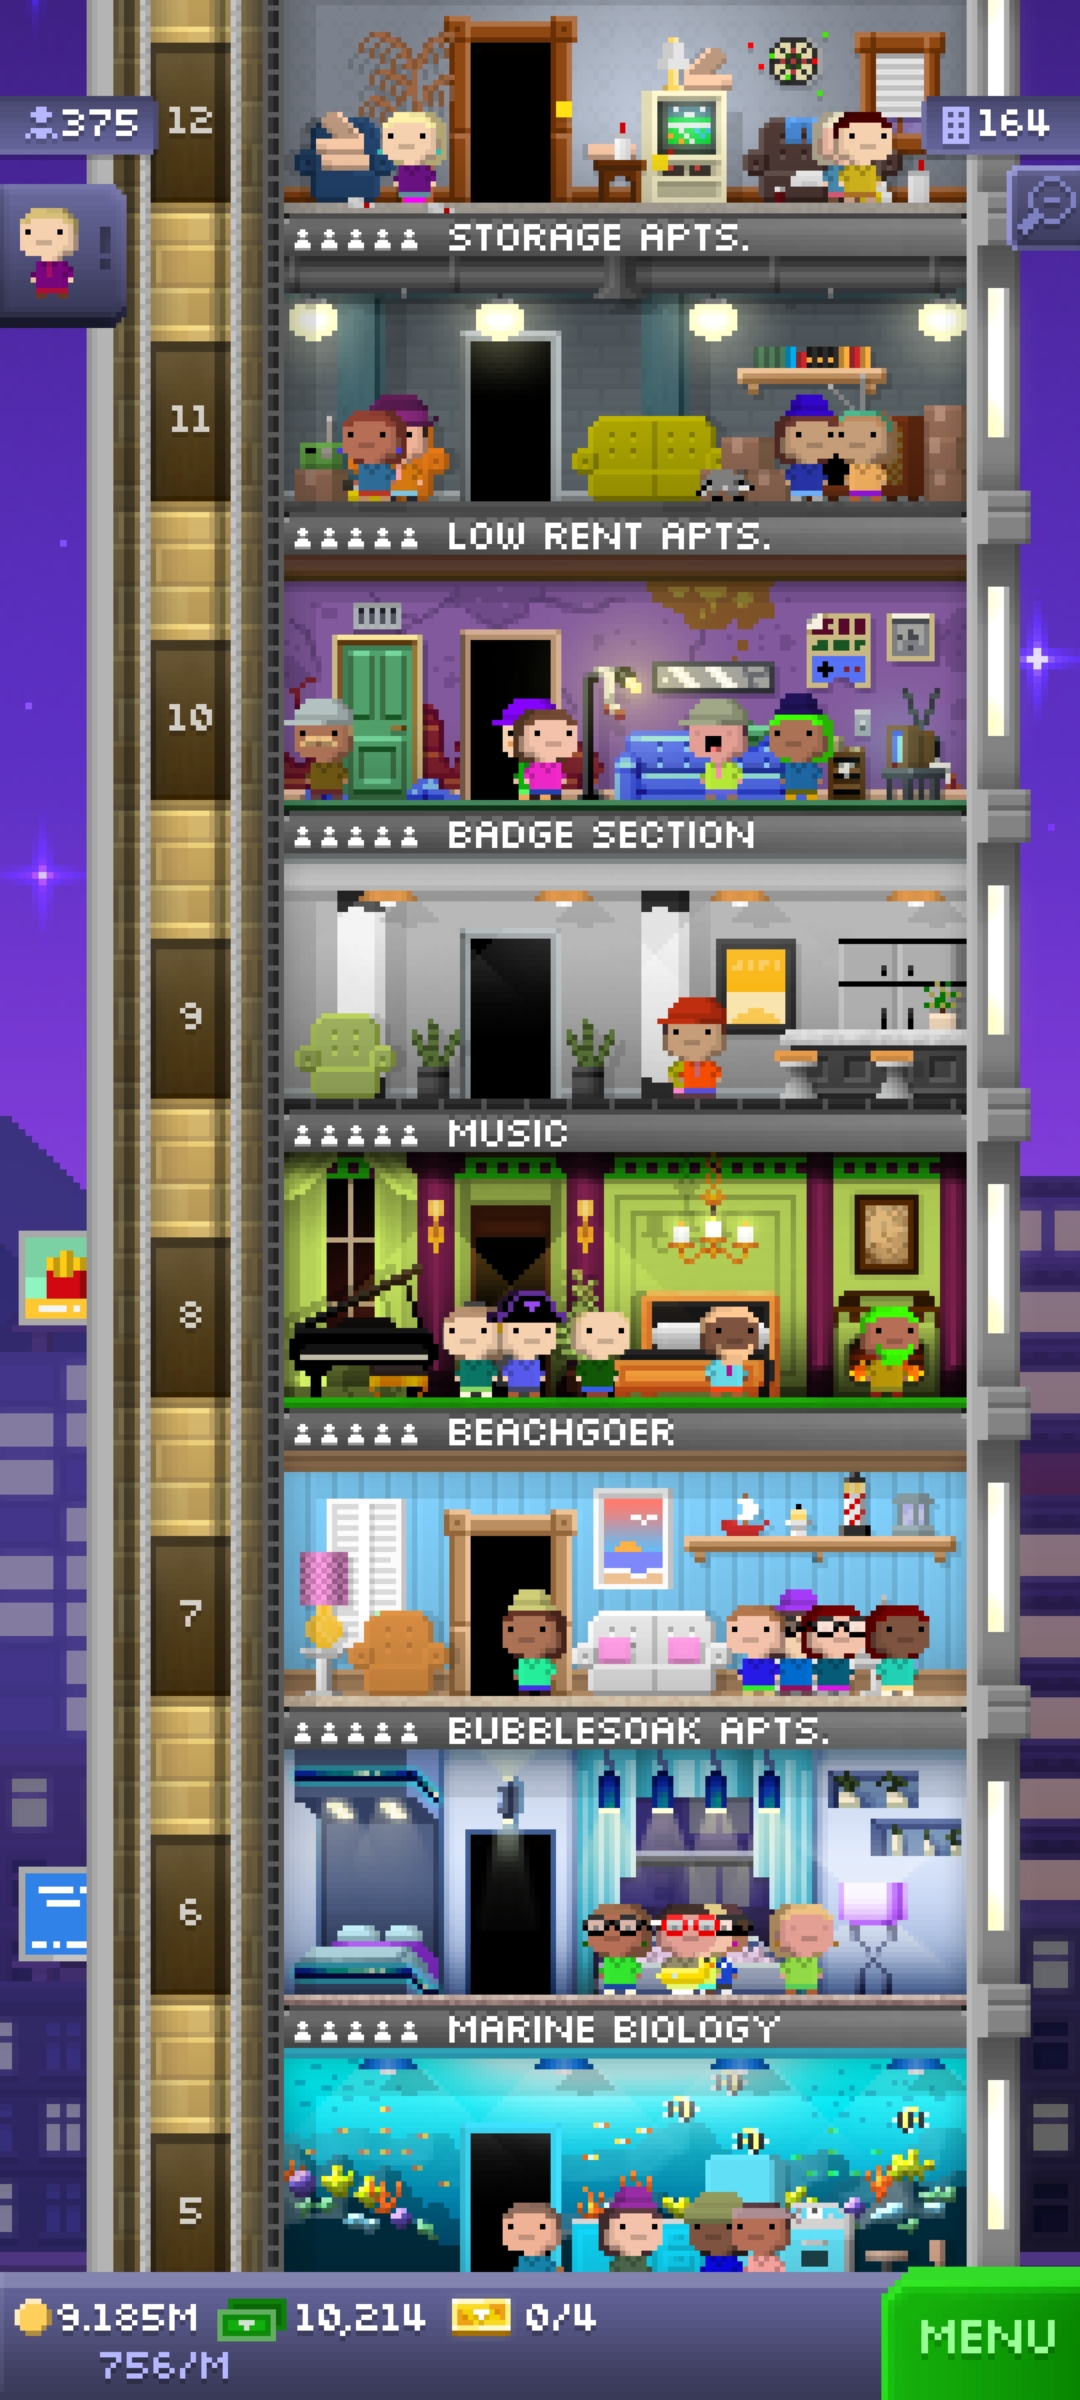 375
12
164
!
STORAGE APTS.
11
LOW RENT APTS.
10
BADGE SECTION
9
MUSIC
8
BEACHGOER
7
BUBBLESOAK APTS.
6
MARINE BIOLOGY
5
9.185M 10,214 0/4
756/M
MENU